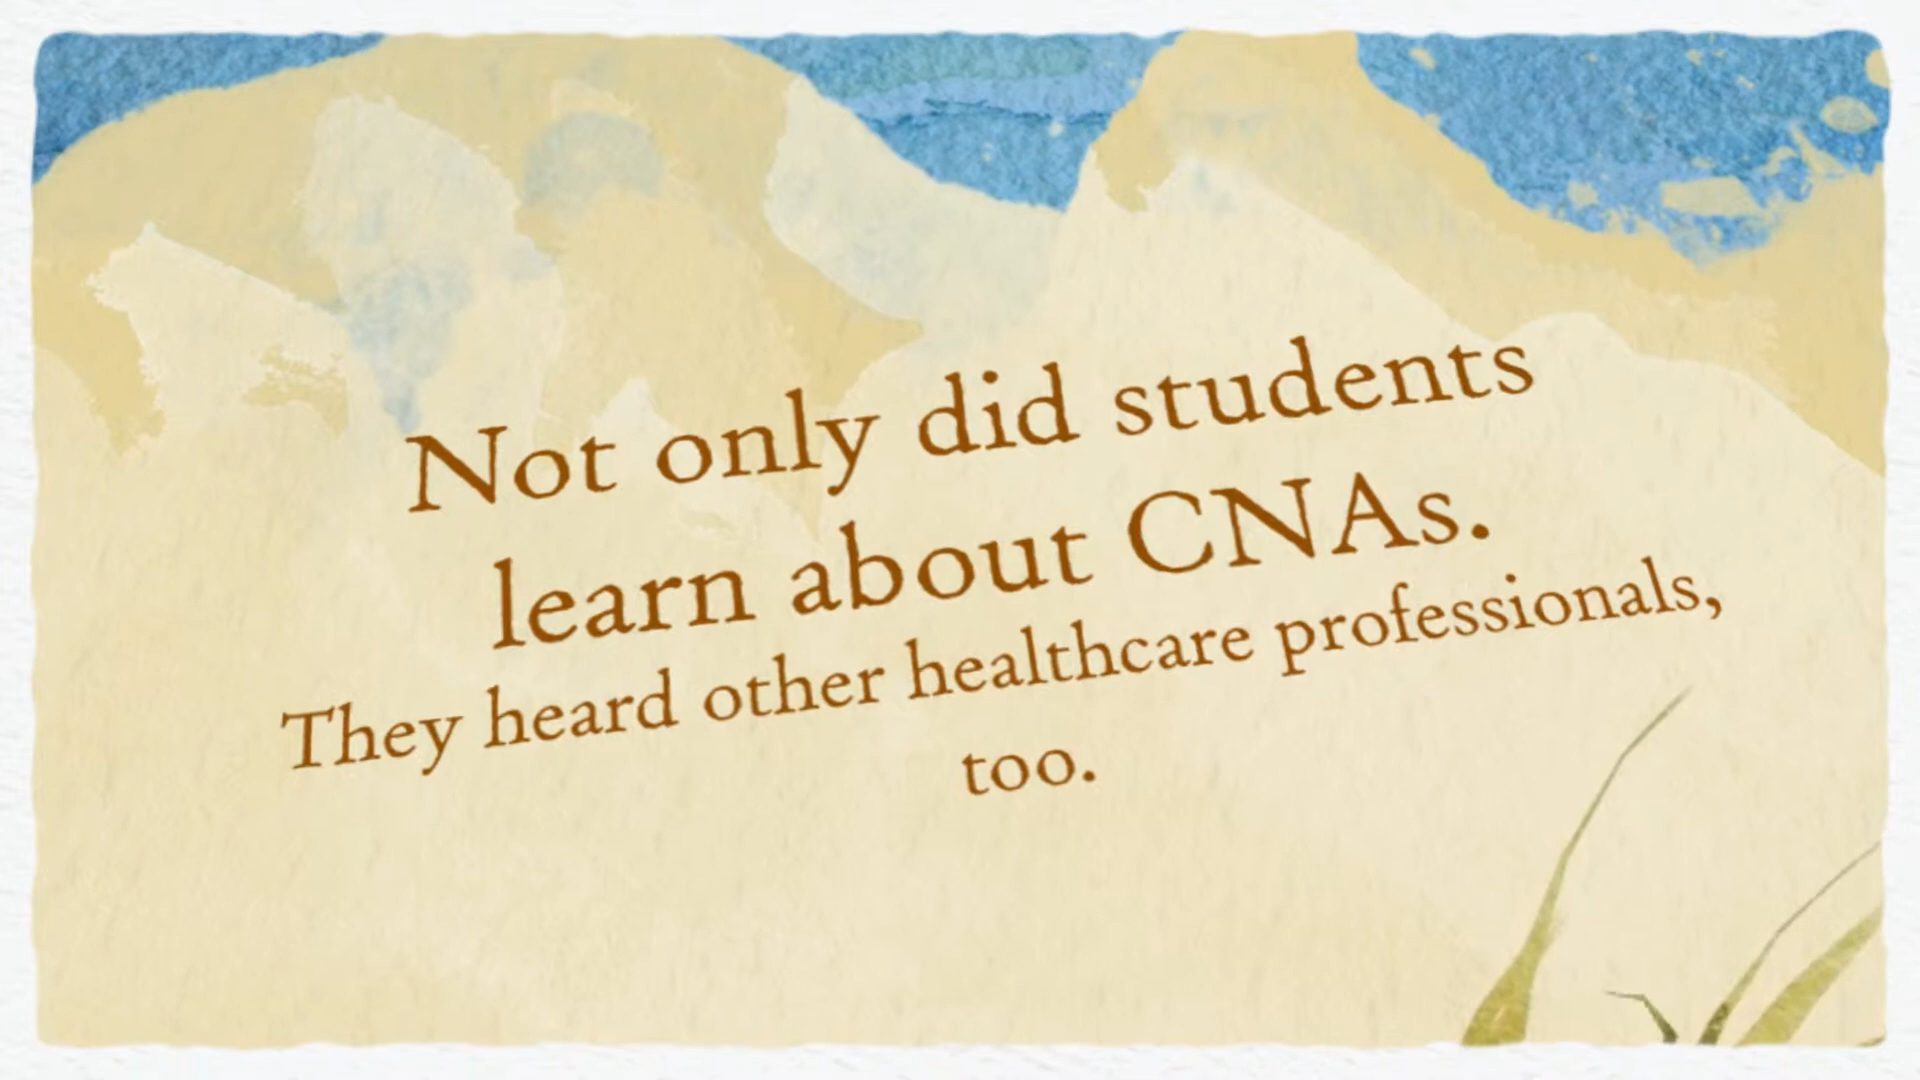 Not only did students
learn about CNAs.
They heard other healthcare professionals,
too.